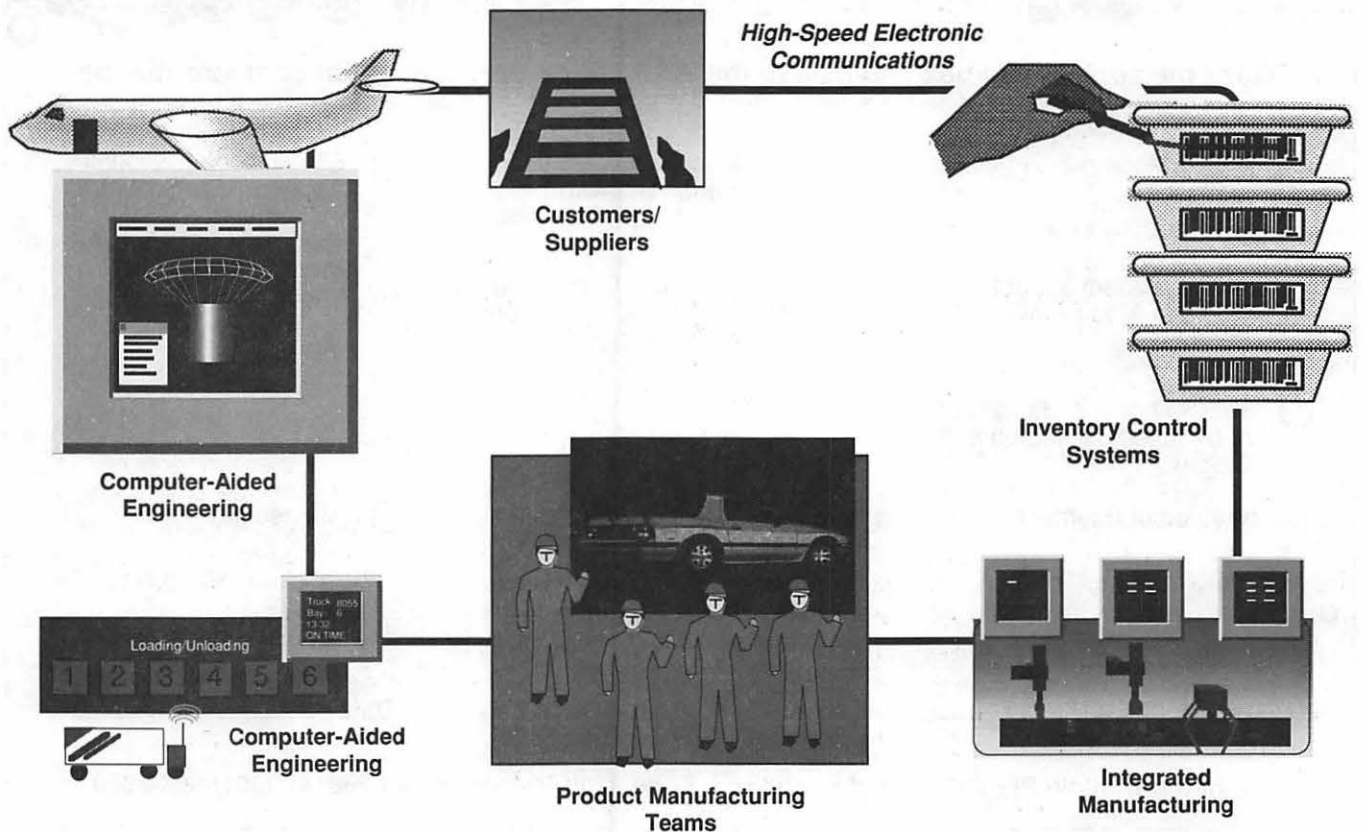 High-Speed Electronic
Communications
Customers/
Suppliers
Computer-Aided
Engineering
Inventory Control
Systems
Truck 8055
Bay 6
13:32
ON TIME
Loading/Unloading
1 2 3 4 5 6
Computer-Aided
Engineering
Product Manufacturing
Teams
Integrated
Manufacturing